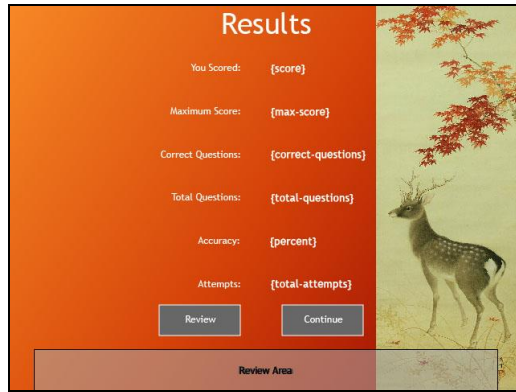 Results
You Scored: {score}
Maximum Score: {max-score}
Correct Questions: {correct-questions}
Total Questions: {total-questions}
Accuracy: {percent}
Attempts: {total-attempts}
Review Continue
Review Area